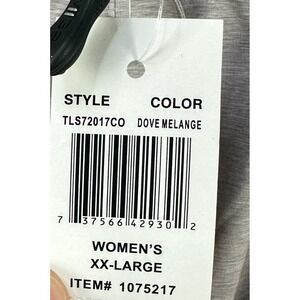 STYLE COLOR
TLS72017CO DOVE MELANGE
7 37566 42930 2
WOMEN'S
XX-LARGE
ITEM# 1075217